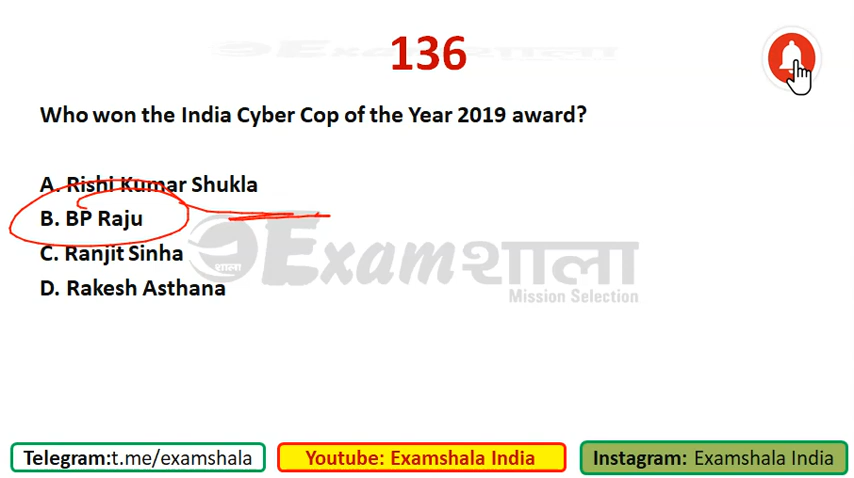 136
Who won the India Cyber Cop of the Year 2019 award?
A. Rishi Kumar Shukla
B. BP Raju
C. Ranjit Sinha
D. Rakesh Asthana
शाला Examशाला
Mission Selection
Telegram:t.me/examshala
Youtube: Examshala India
Instagram: Examshala India